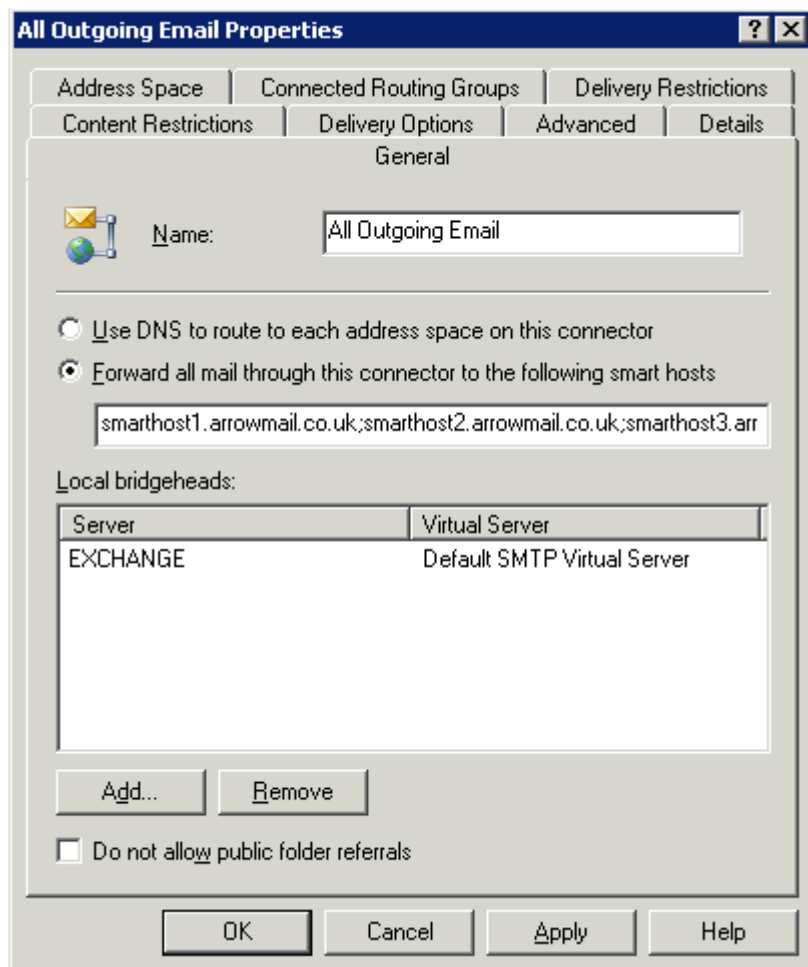 All Outgoing Email Properties
Address Space Connected Routing Groups Delivery Restrictions
Content Restrictions Delivery Options Advanced Details
General
Name: All Outgoing Email
Use DNS to route to each address space on this connector
Forward all mail through this connector to the following smart hosts
smarthost1.arrowmail.co.uk;smarthost2.arrowmail.co.uk;smarthost3.arr
Local bridgeheads:
Server Virtual Server
EXCHANGE Default SMTP Virtual Server
Add... Remove
Do not allow public folder referrals
OK Cancel Apply Help